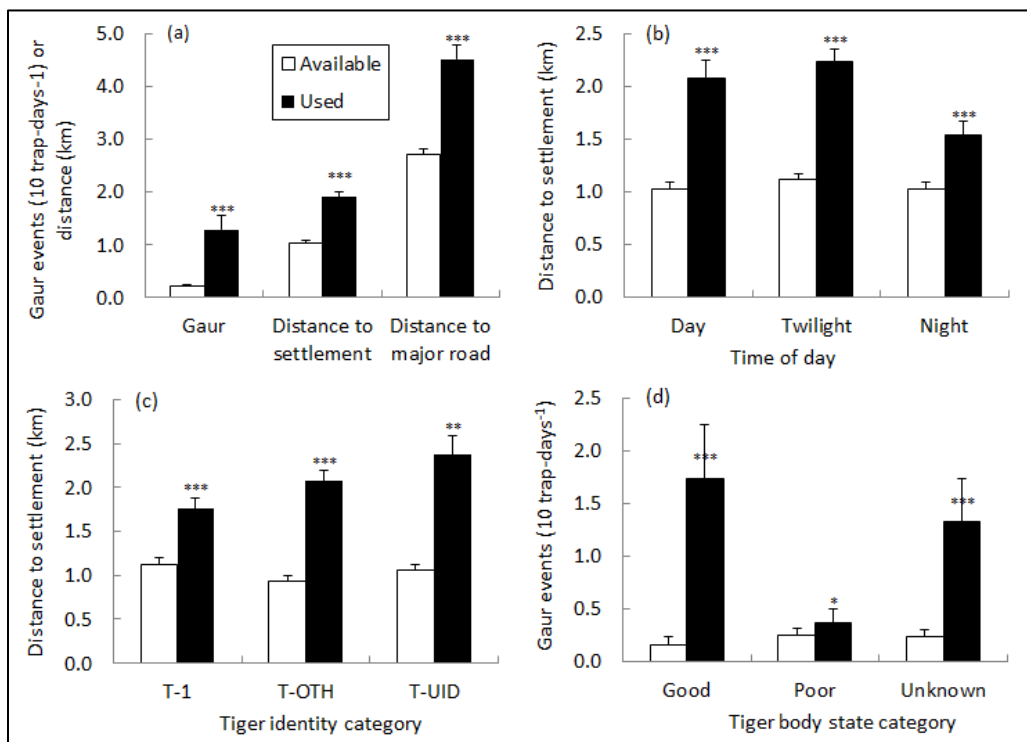 (a)
Available
Used
Gaur events (10 trap-days-1) or
distance (km)
5.0
4.0
3.0
2.0
1.0
0.0
***
***
***
Gaur
Distance to
settlement
Distance to
major road
(b)
Distance to settlement (km)
2.5
2.0
1.5
1.0
0.5
0.0
***
***
***
Day
Twilight
Night
Time of day
(c)
Distance to settlement (km)
3.0
2.5
2.0
1.5
1.0
0.5
0.0
***
***
**
T-1
T-OTH
T-UID
Tiger identity category
(d)
Gaur events (10 trap-days-1)
2.5
2.0
1.5
1.0
0.5
0.0
***
*
***
Good
Poor
Unknown
Tiger body state category